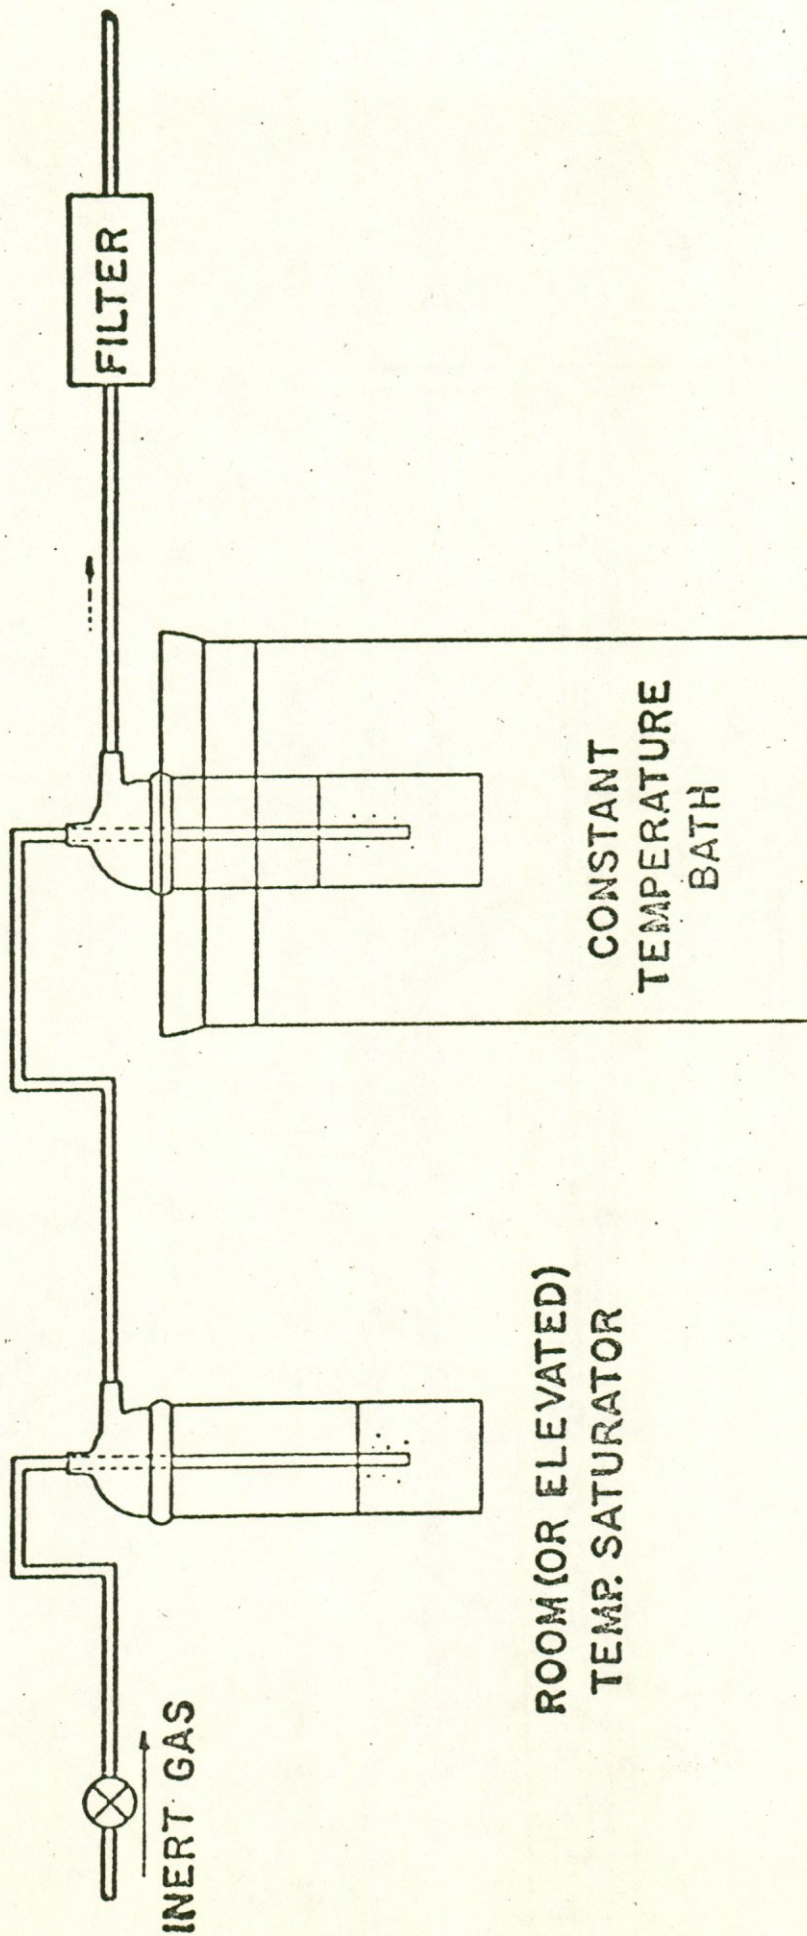 INERT GAS
ROOM (OR ELEVATED)
TEMP. SATURATOR
CONSTANT
TEMPERATURE
BATH
FILTER